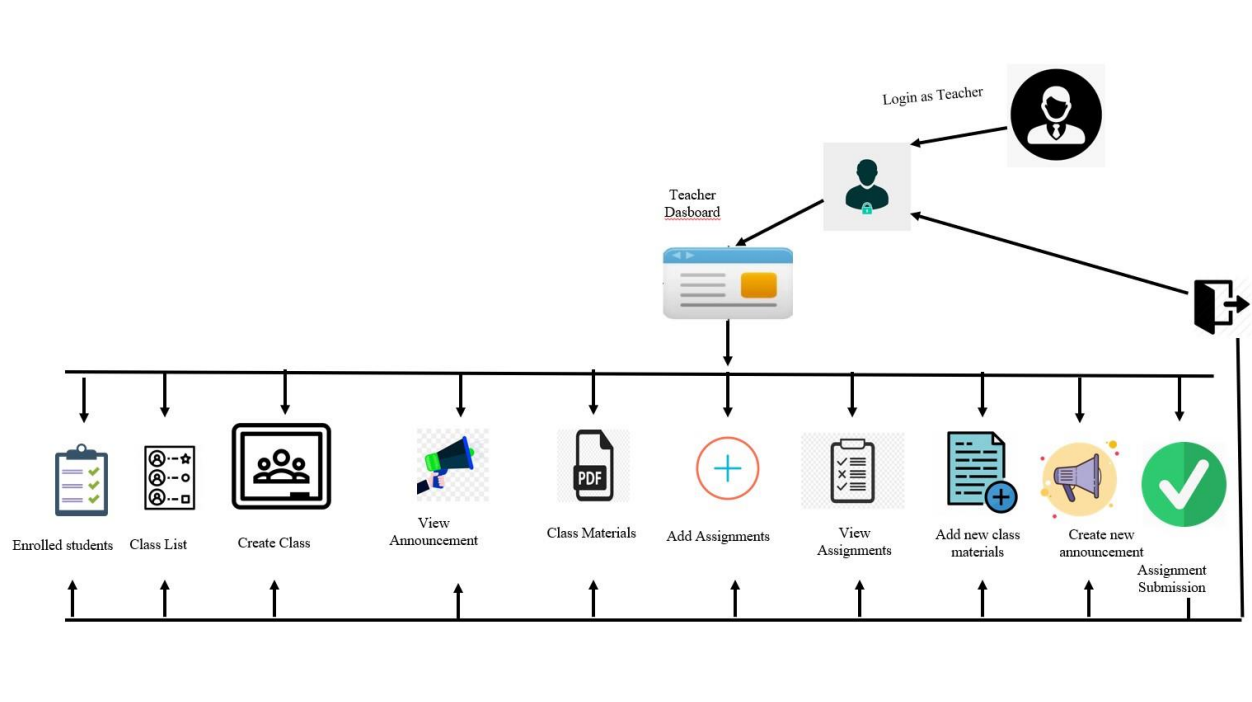 Login as Teacher
Teacher
Dasboard
PDF
Enrolled students
Class List
Create Class
View
Announcement
Class Materials
Add Assignments
View
Assignments
Add new class
materials
Create new
announcement
Assignment
Submission